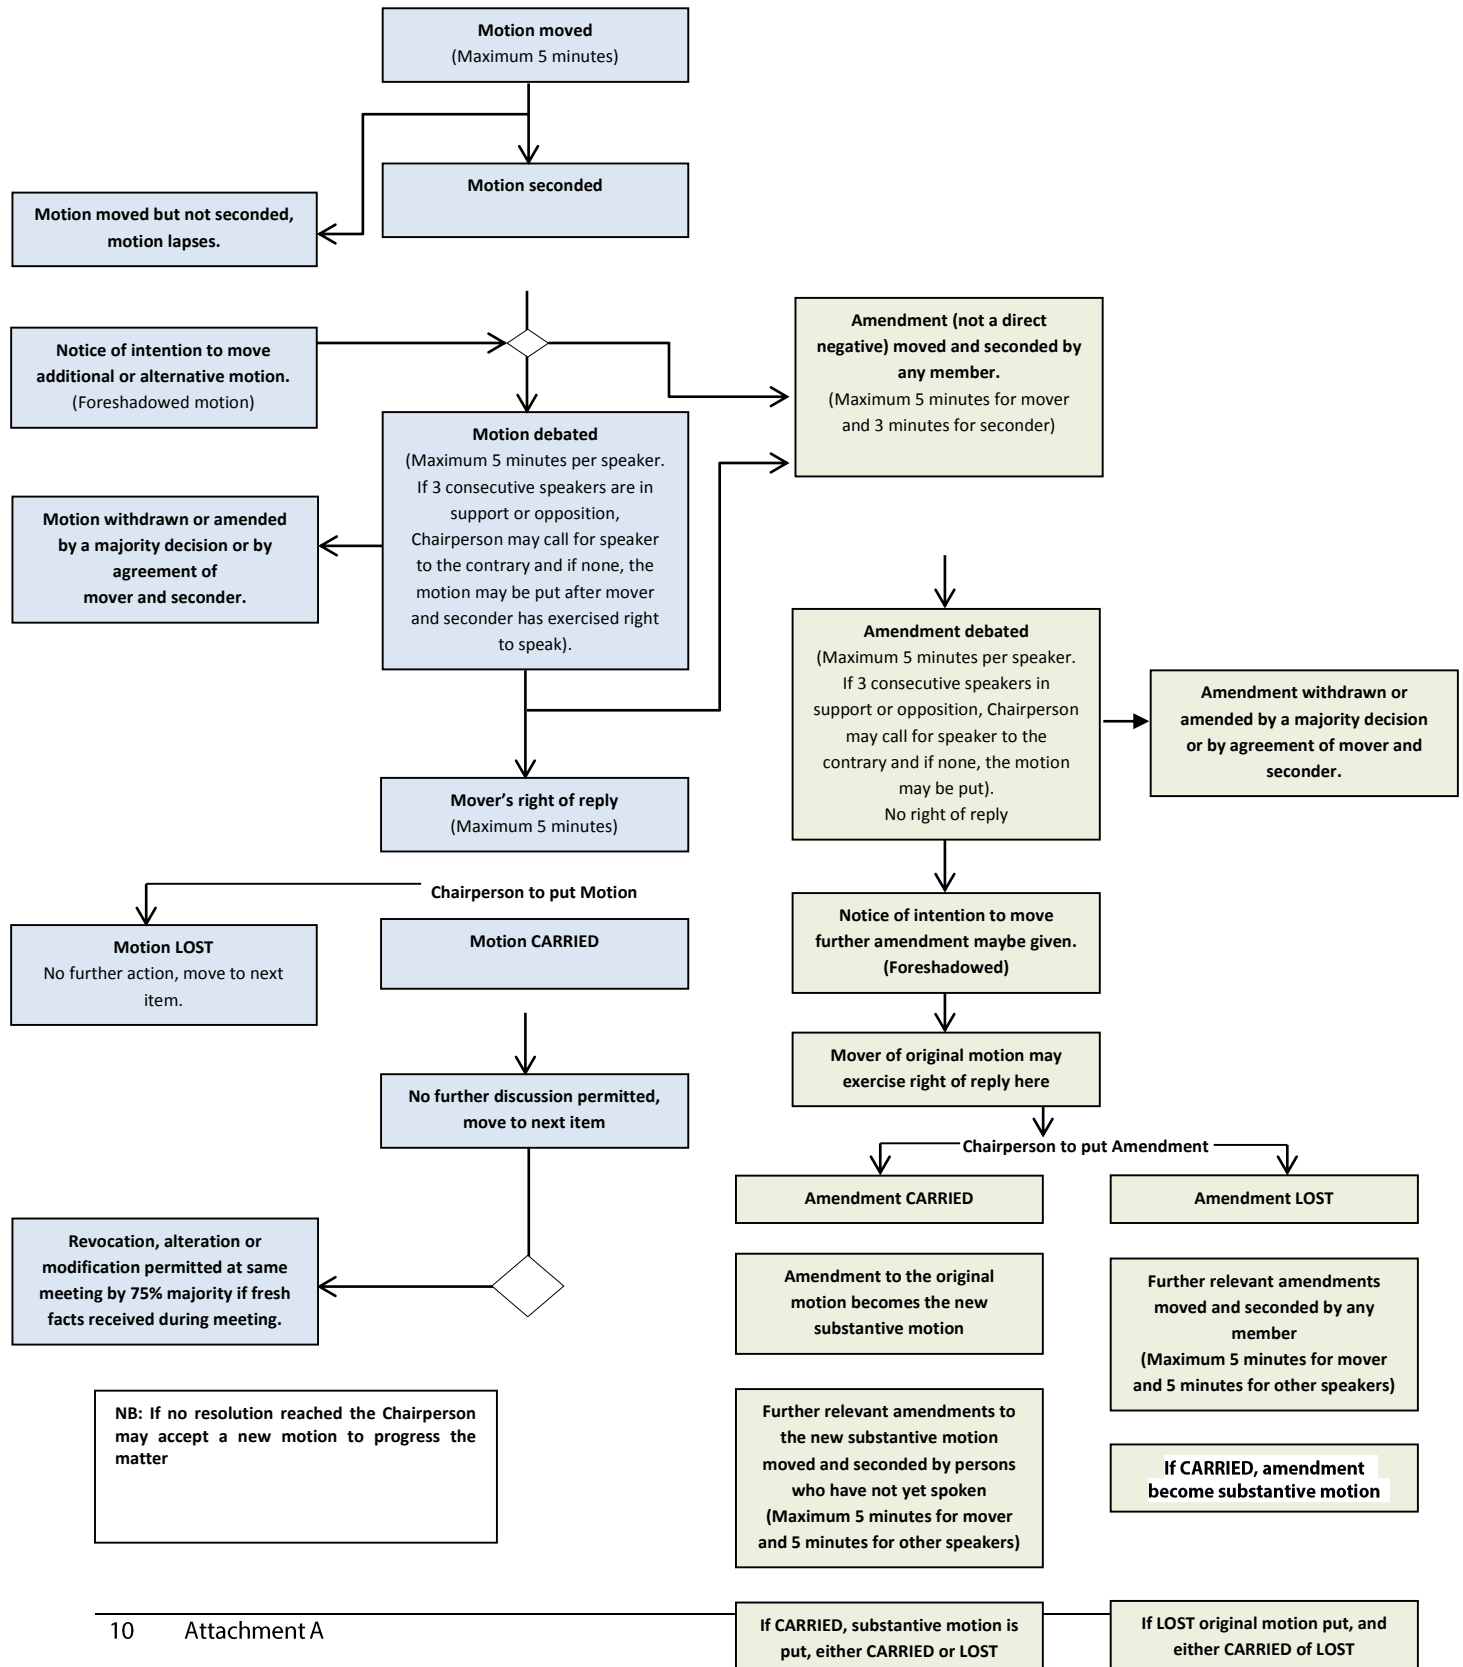 Motion moved
(Maximum 5 minutes)
Motion seconded
Motion moved but not seconded,
motion lapses.
Notice of intention to move
additional or alternative motion.
(Foreshadowed motion)
Amendment (not a direct
negative) moved and seconded by
any member.
(Maximum 5 minutes for mover
and 3 minutes for seconder)
Motion debated
(Maximum 5 minutes per speaker.
If 3 consecutive speakers are in
support or opposition,
Chairperson may call for speaker
to the contrary and if none, the
motion may be put after mover
and seconder has exercised right
to speak).
Motion withdrawn or amended
by a majority decision or by
agreement of
mover and seconder.
Amendment debated
(Maximum 5 minutes per speaker.
If 3 consecutive speakers in
support or opposition, Chairperson
may call for speaker to the
contrary and if none, the motion
may be put).
No right of reply
Amendment withdrawn or
amended by a majority decision
or by agreement of mover and
seconder.
Mover’s right of reply
(Maximum 5 minutes)
Chairperson to put Motion
Motion LOST
No further action, move to next
item.
Motion CARRIED
Notice of intention to move
further amendment maybe given.
(Foreshadowed)
Mover of original motion may
exercise right of reply here
No further discussion permitted,
move to next item
Chairperson to put Amendment
Amendment CARRIED
Amendment LOST
Revocation, alteration or
modification permitted at same
meeting by 75% majority if fresh
facts received during meeting.
Amendment to the original
motion becomes the new
substantive motion
Further relevant amendments
moved and seconded by any
member
(Maximum 5 minutes for mover
and 5 minutes for other speakers)
NB: If no resolution reached the Chairperson
may accept a new motion to progress the
matter
Further relevant amendments to
the new substantive motion
moved and seconded by persons
who have not yet spoken
(Maximum 5 minutes for mover
and 5 minutes for other speakers)
If CARRIED, amendment
become substantive motion
If CARRIED, substantive motion is
put, either CARRIED or LOST
If LOST original motion put, and
either CARRIED of LOST
10 Attachment A